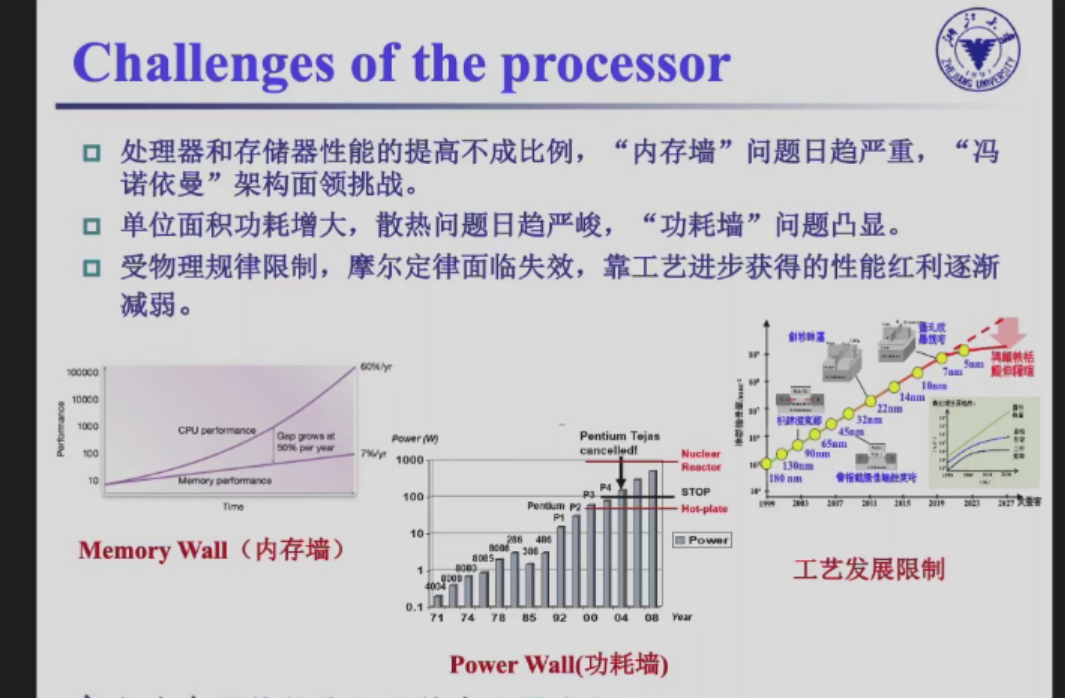 Challenges of the processor
ZHEJIANG UNIVERSITY
1897
处理器和存储器性能的提高不成比例，“内存墙”问题日趋严重，“冯
诺依曼”架构面领挑战。
单位面积功耗增大，散热问题日趋严峻，“功耗墙”问题凸显。
受物理规律限制，摩尔定律面临失效，靠工艺进步获得的性能红利逐渐
减弱。
100000
10000
1000
100
10
Performance
60%/yr
CPU performance
Gap grows at
50% per year
7%/yr
Memory performance
Time
Memory Wall（内存墙）
Power (W)
1000
100
10
1
0.1
Pentium Tejas
cancelled!
Nuclear
Reactor
STOP
Hot-plate
4004
8008
8080
8085
8086
286
386
486
Pentium
P1
P2
P3
P4
Power
71 74 78 85 92 00 04 08 Year
Power Wall(功耗墙)
180 nm
130nm
90nm
65nm
45nm
32nm
22nm
14nm
10nm
7nm
5nm
1999 2003 2007 2011 2015 2019 2023 2027
工艺发展限制